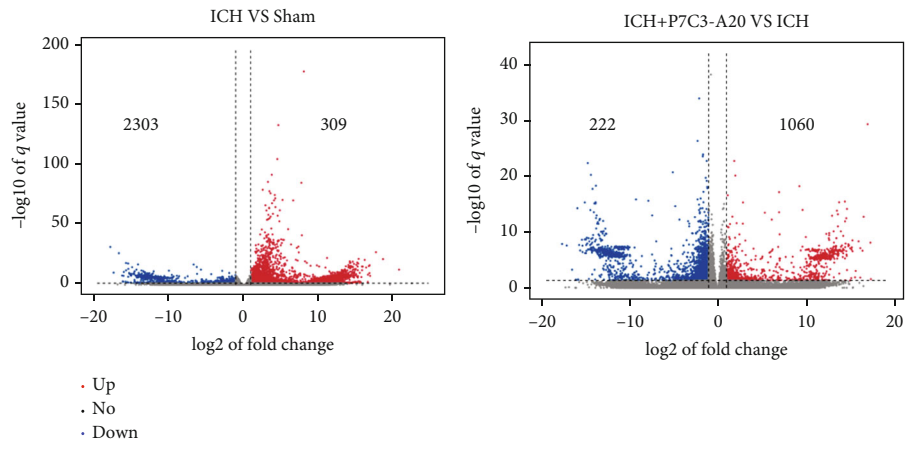 ICH VS Sham
200
150
100
50
0
–20
–10
0
10
20
2303
309
–log10 of q value
log2 of fold change
ICH+P7C3-A20 VS ICH
40
30
20
10
0
–20
–10
0
10
20
222
1060
–log10 of q value
log2 of fold change
Up
No
Down